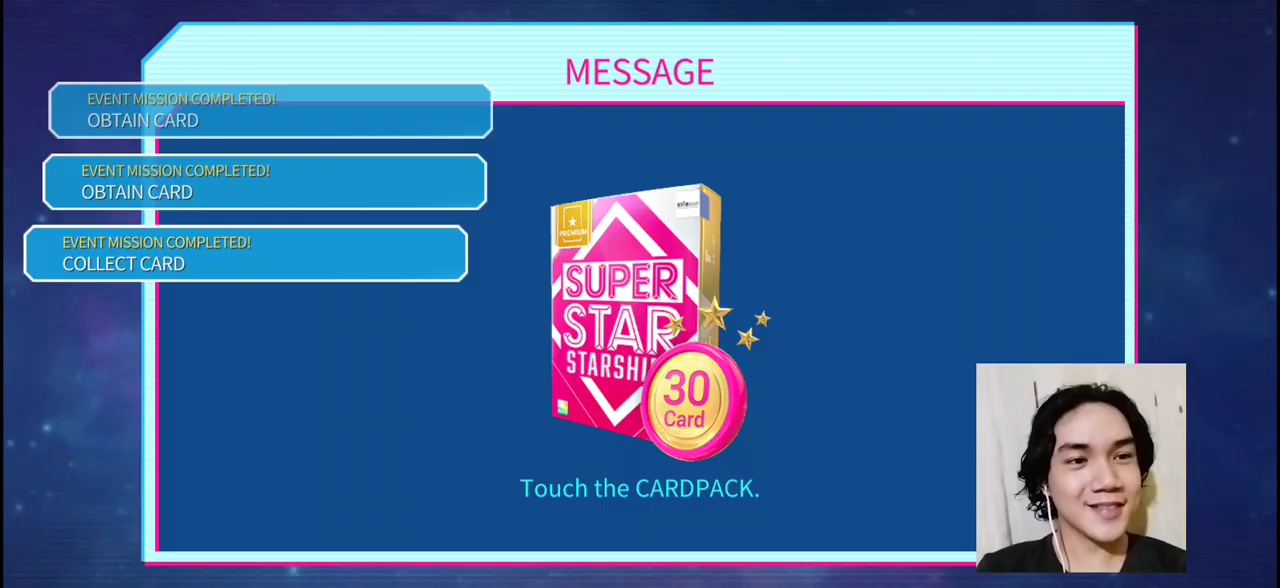 MESSAGE
EVENT MISSION COMPLETED!
OBTAIN CARD
EVENT MISSION COMPLETED!
OBTAIN CARD
EVENT MISSION COMPLETED!
COLLECT CARD
PREMIUM
SUPER
STAR
STARSHI
30
Card
Touch the CARDPACK.